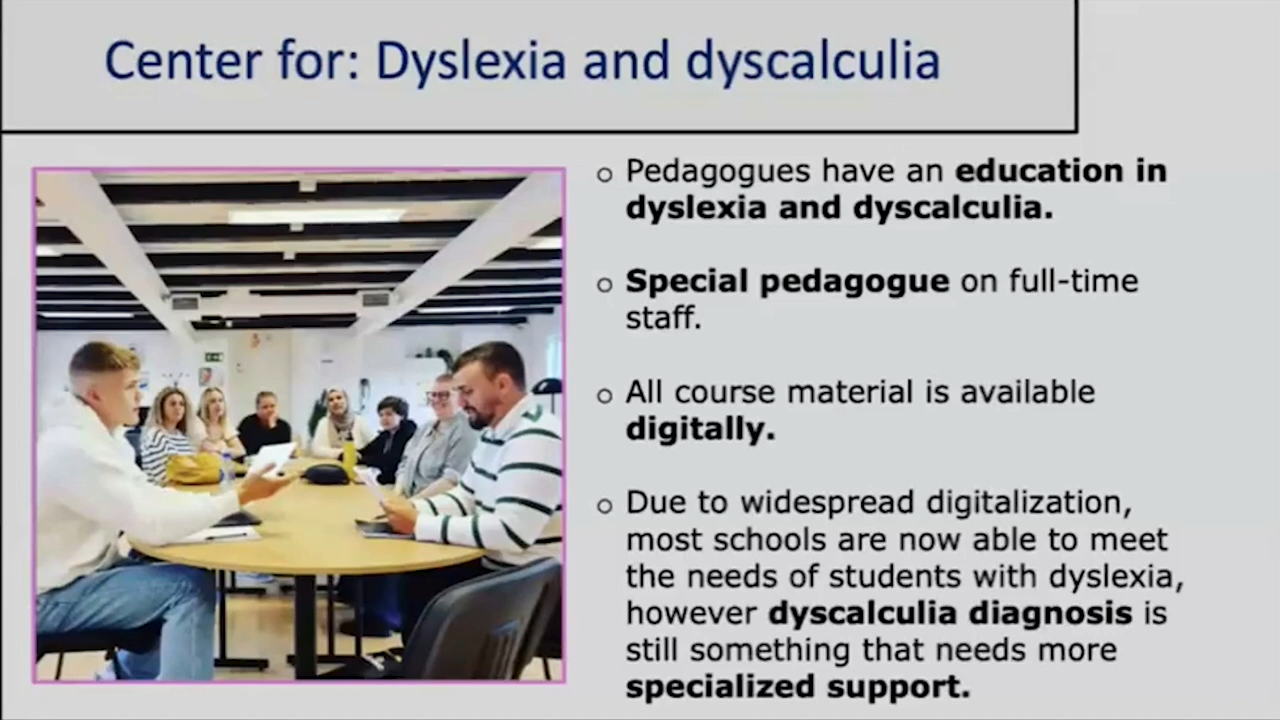 Center for: Dyslexia and dyscalculia
○ Pedagogues have an education in
dyslexia and dyscalculia.
○ Special pedagogue on full-time
staff.
○ All course material is available
digitally.
○ Due to widespread digitalization,
most schools are now able to meet
the needs of students with dyslexia,
however dyscalculia diagnosis is
still something that needs more
specialized support.